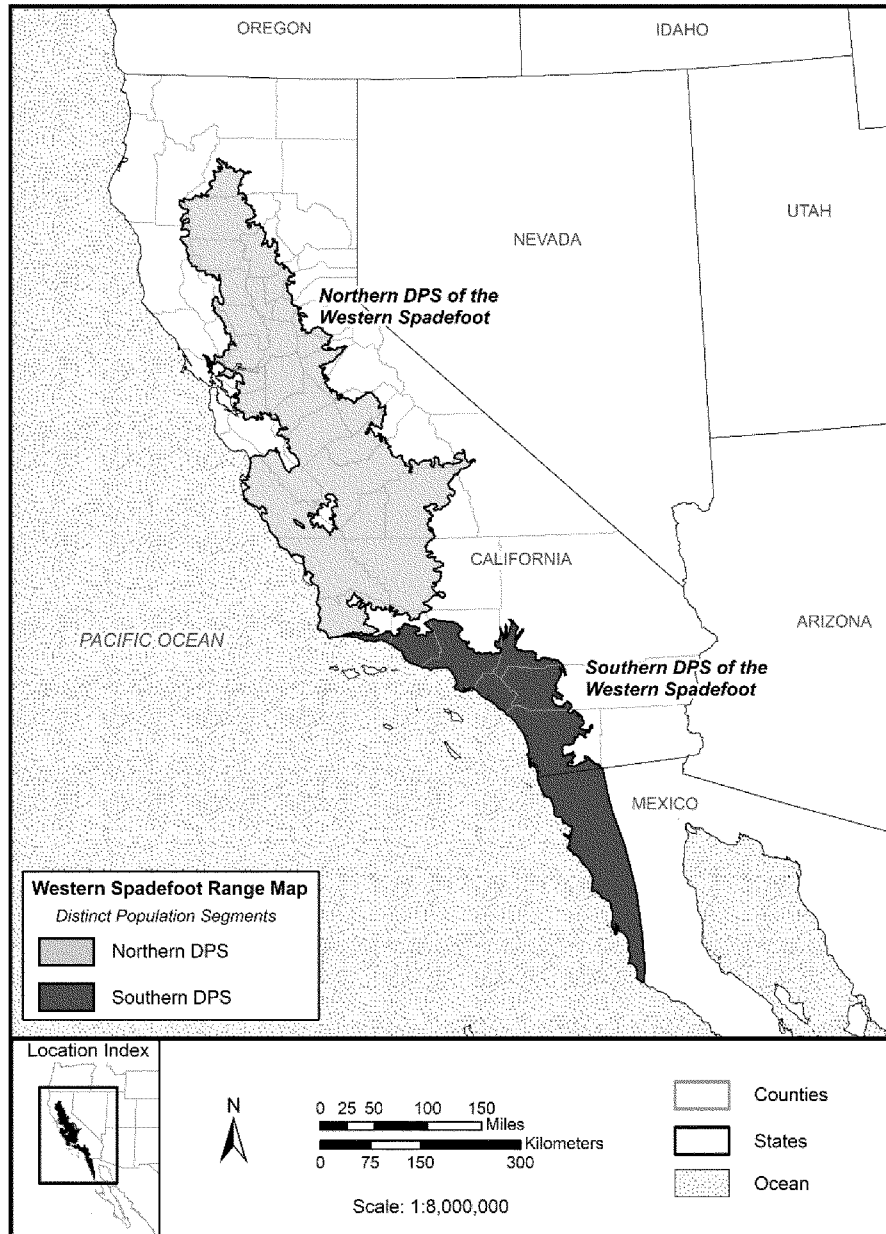 OREGON
IDAHO
NEVADA
UTAH
Northern DPS of the
Western Spadefoot
CALIFORNIA
ARIZONA
PACIFIC OCEAN
Southern DPS of the
Western Spadefoot
MEXICO
Western Spadefoot Range Map
Distinct Population Segments
Northern DPS
Southern DPS
Location Index
N
0 25 50 100 150
Miles
Kilometers
0 75 150 300
Scale: 1:8,000,000
Counties
States
Ocean